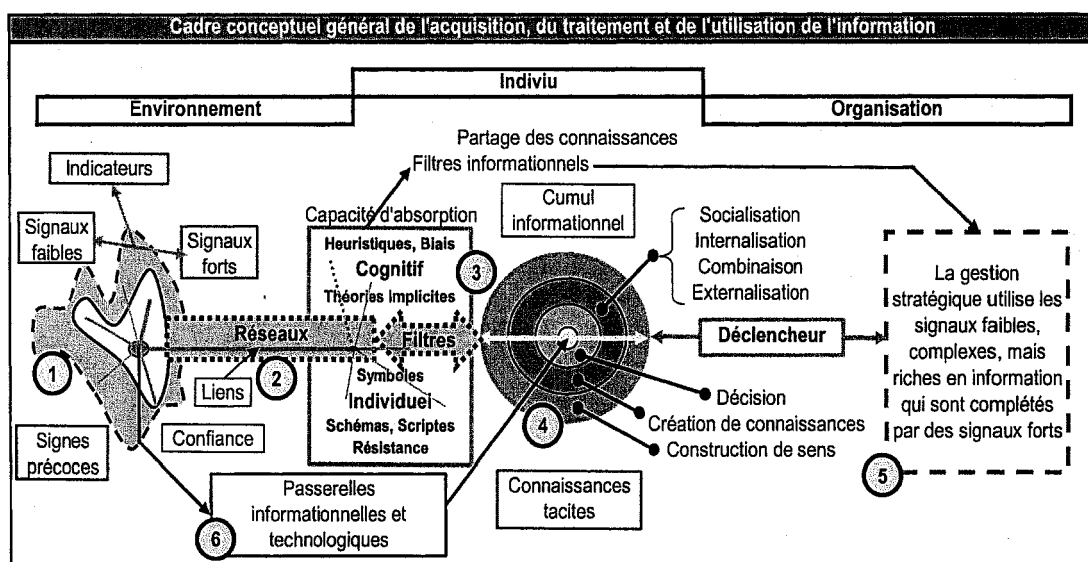 Cadre conceptuel général de l'acquisition, du traitement et de l'utilisation de l'information
Indiviu
Environnement
Organisation
Partage des connaissances
Filtres informationnels
Indicateurs
Signaux
faibles
Signaux
forts
Capacité d'absorption
Heuristiques, Biais
Cognitif
Théories Implicites
3
Cumul
informationnel
Socialisation
Internalisation
Combinaison
Externalisation
La gestion
stratégique utilise les
signaux faibles,
complexes, mais
riches en information
qui sont complétés
par des signaux forts
5
Réseaux
Filtres
Déclencheur
1
2
Liens
Symboles
Individuel
Schémas, Scriptes
Résistance
4
Décision
Création de connaissances
Construction de sens
Signes
précoces
Confiance
Passerelles
informationnelles et
technologiques
6
Connaissances
tacites